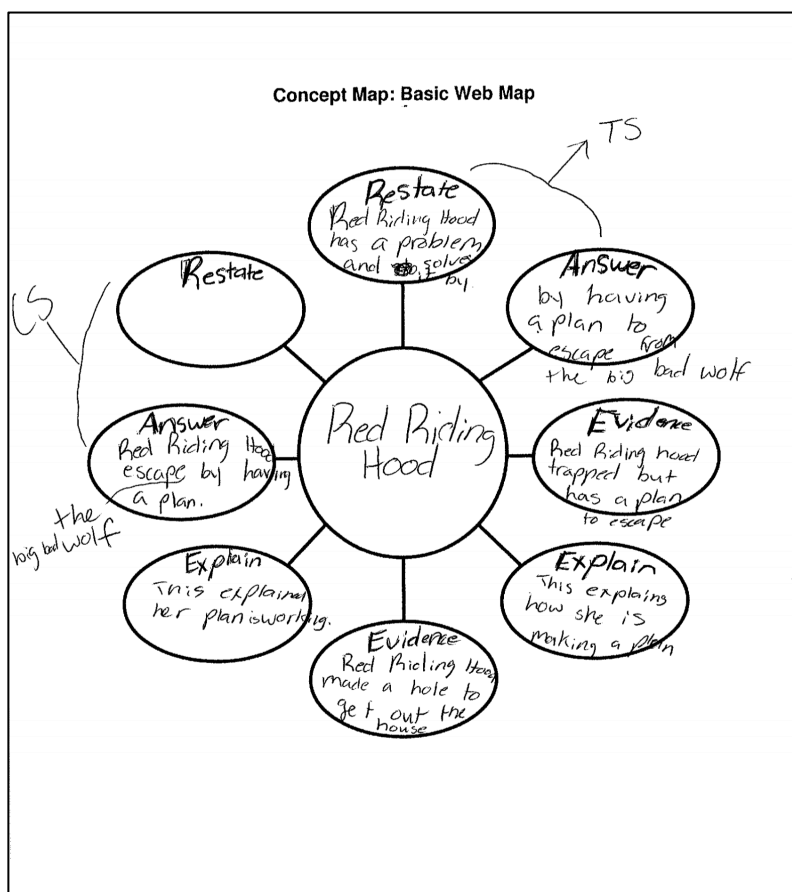 Concept Map: Basic Web Map
TS
Restate
Red Riding Hood
has a problem
and solves
it by.
Answer
by having
a plan to
escape from
the big bad wolf
Evidence
Red Riding hood
trapped but
has a plan
to escape
Explain
This explains
how she is
making a plan
Evidence
Red Riding Hood
made a hole to
get out the
house
Explain
This explained
her plan is working.
CS
Answer
Red Riding Hood
escape by having
a plan.
the
big bad wolf
Restate
Red Riding
Hood